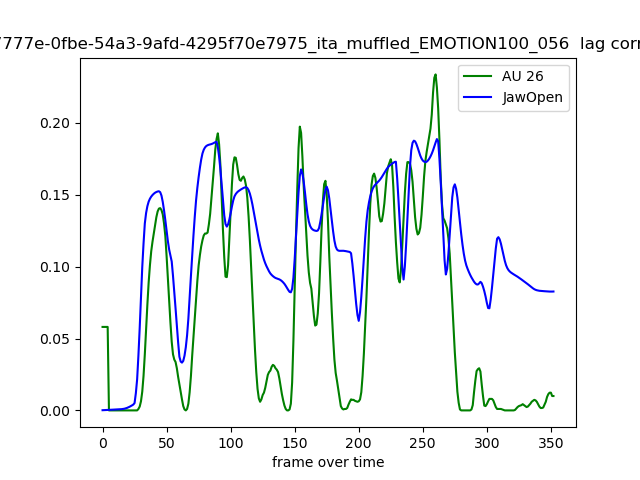 7777e-0fbe-54a3-9afd-4295f70e7975_ita_muffled_EMOTION100_056 lag corr
AU 26
JawOpen
0.20
0.15
0.10
0.05
0.00
0 50 100 150 200 250 300 350
frame over time